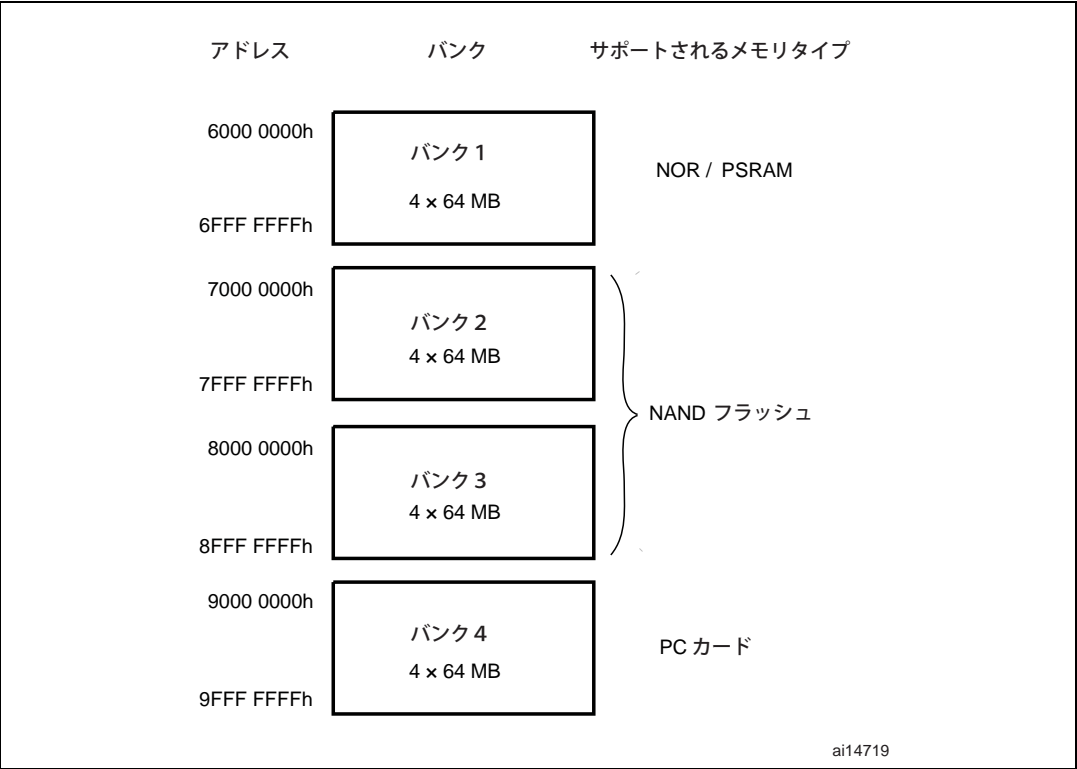 アドレス バンク サポートされるメモリタイプ
6000 0000h
バンク 1
NOR / PSRAM
4 × 64 MB
6FFF FFFFh
7000 0000h
バンク 2
4 × 64 MB
7FFF FFFFh
NAND フラッシュ
8000 0000h
バンク 3
4 × 64 MB
8FFF FFFFh
9000 0000h
バンク 4
PC カード
4 × 64 MB
9FFF FFFFh
ai14719